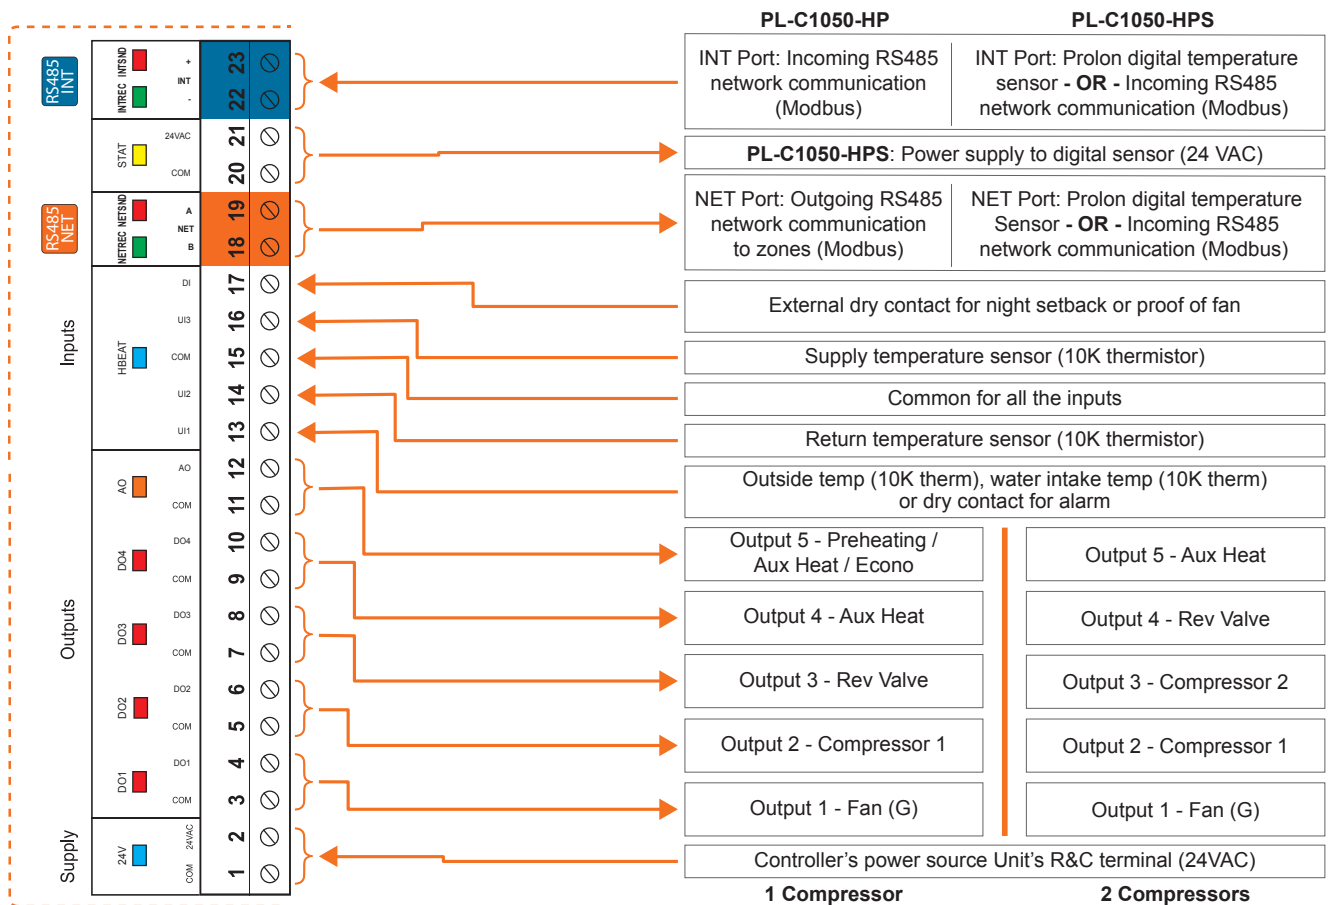 PL-C1050-HP
PL-C1050-HPS
RS485
INT
INTREC INTSND
+
INT
-
23
22
INT Port: Incoming RS485
network communication
(Modbus)
INT Port: Prolon digital temperature
sensor - OR - Incoming RS485
network communication (Modbus)
STAT
24VAC
COM
21
20
PL-C1050-HPS: Power supply to digital sensor (24 VAC)
RS485
NET
NETREC NETSND
A
NET
B
19
18
NET Port: Outgoing RS485
network communication
to zones (Modbus)
NET Port: Prolon digital temperature
Sensor - OR - Incoming RS485
network communication (Modbus)
Inputs
HBEAT
DI
17
External dry contact for night setback or proof of fan
UI3
16
Supply temperature sensor (10K thermistor)
COM
15
Common for all the inputs
UI2
14
Return temperature sensor (10K thermistor)
UI1
13
Outside temp (10K therm), water intake temp (10K therm)
or dry contact for alarm
Outputs
AO
AO
COM
12
11
Output 5 - Preheating /
Aux Heat / Econo
Output 5 - Aux Heat
DO4
DO4
COM
10
9
Output 4 - Aux Heat
Output 4 - Rev Valve
DO3
DO3
COM
8
7
Output 3 - Rev Valve
Output 3 - Compressor 2
DO2
DO2
COM
6
5
Output 2 - Compressor 1
Output 2 - Compressor 1
DO1
DO1
COM
4
3
Output 1 - Fan (G)
Output 1 - Fan (G)
Supply
24V
COM 24VAC
2
1
Controller's power source Unit's R&C terminal (24VAC)
1 Compressor
2 Compressors